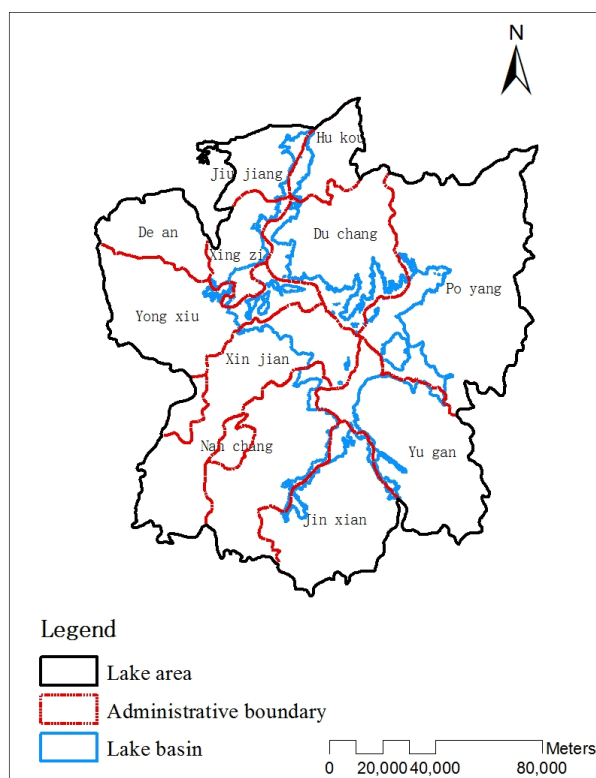 N
Hu kou
Jiu jiang
De an
Du chang
Xing zi
Po yang
Yong xiu
Xin jian
Nan chang
Yu gan
Jin xian
Legend
Lake area
Administrative boundary
Lake basin
Meters
0 20,000 40,000 80,000